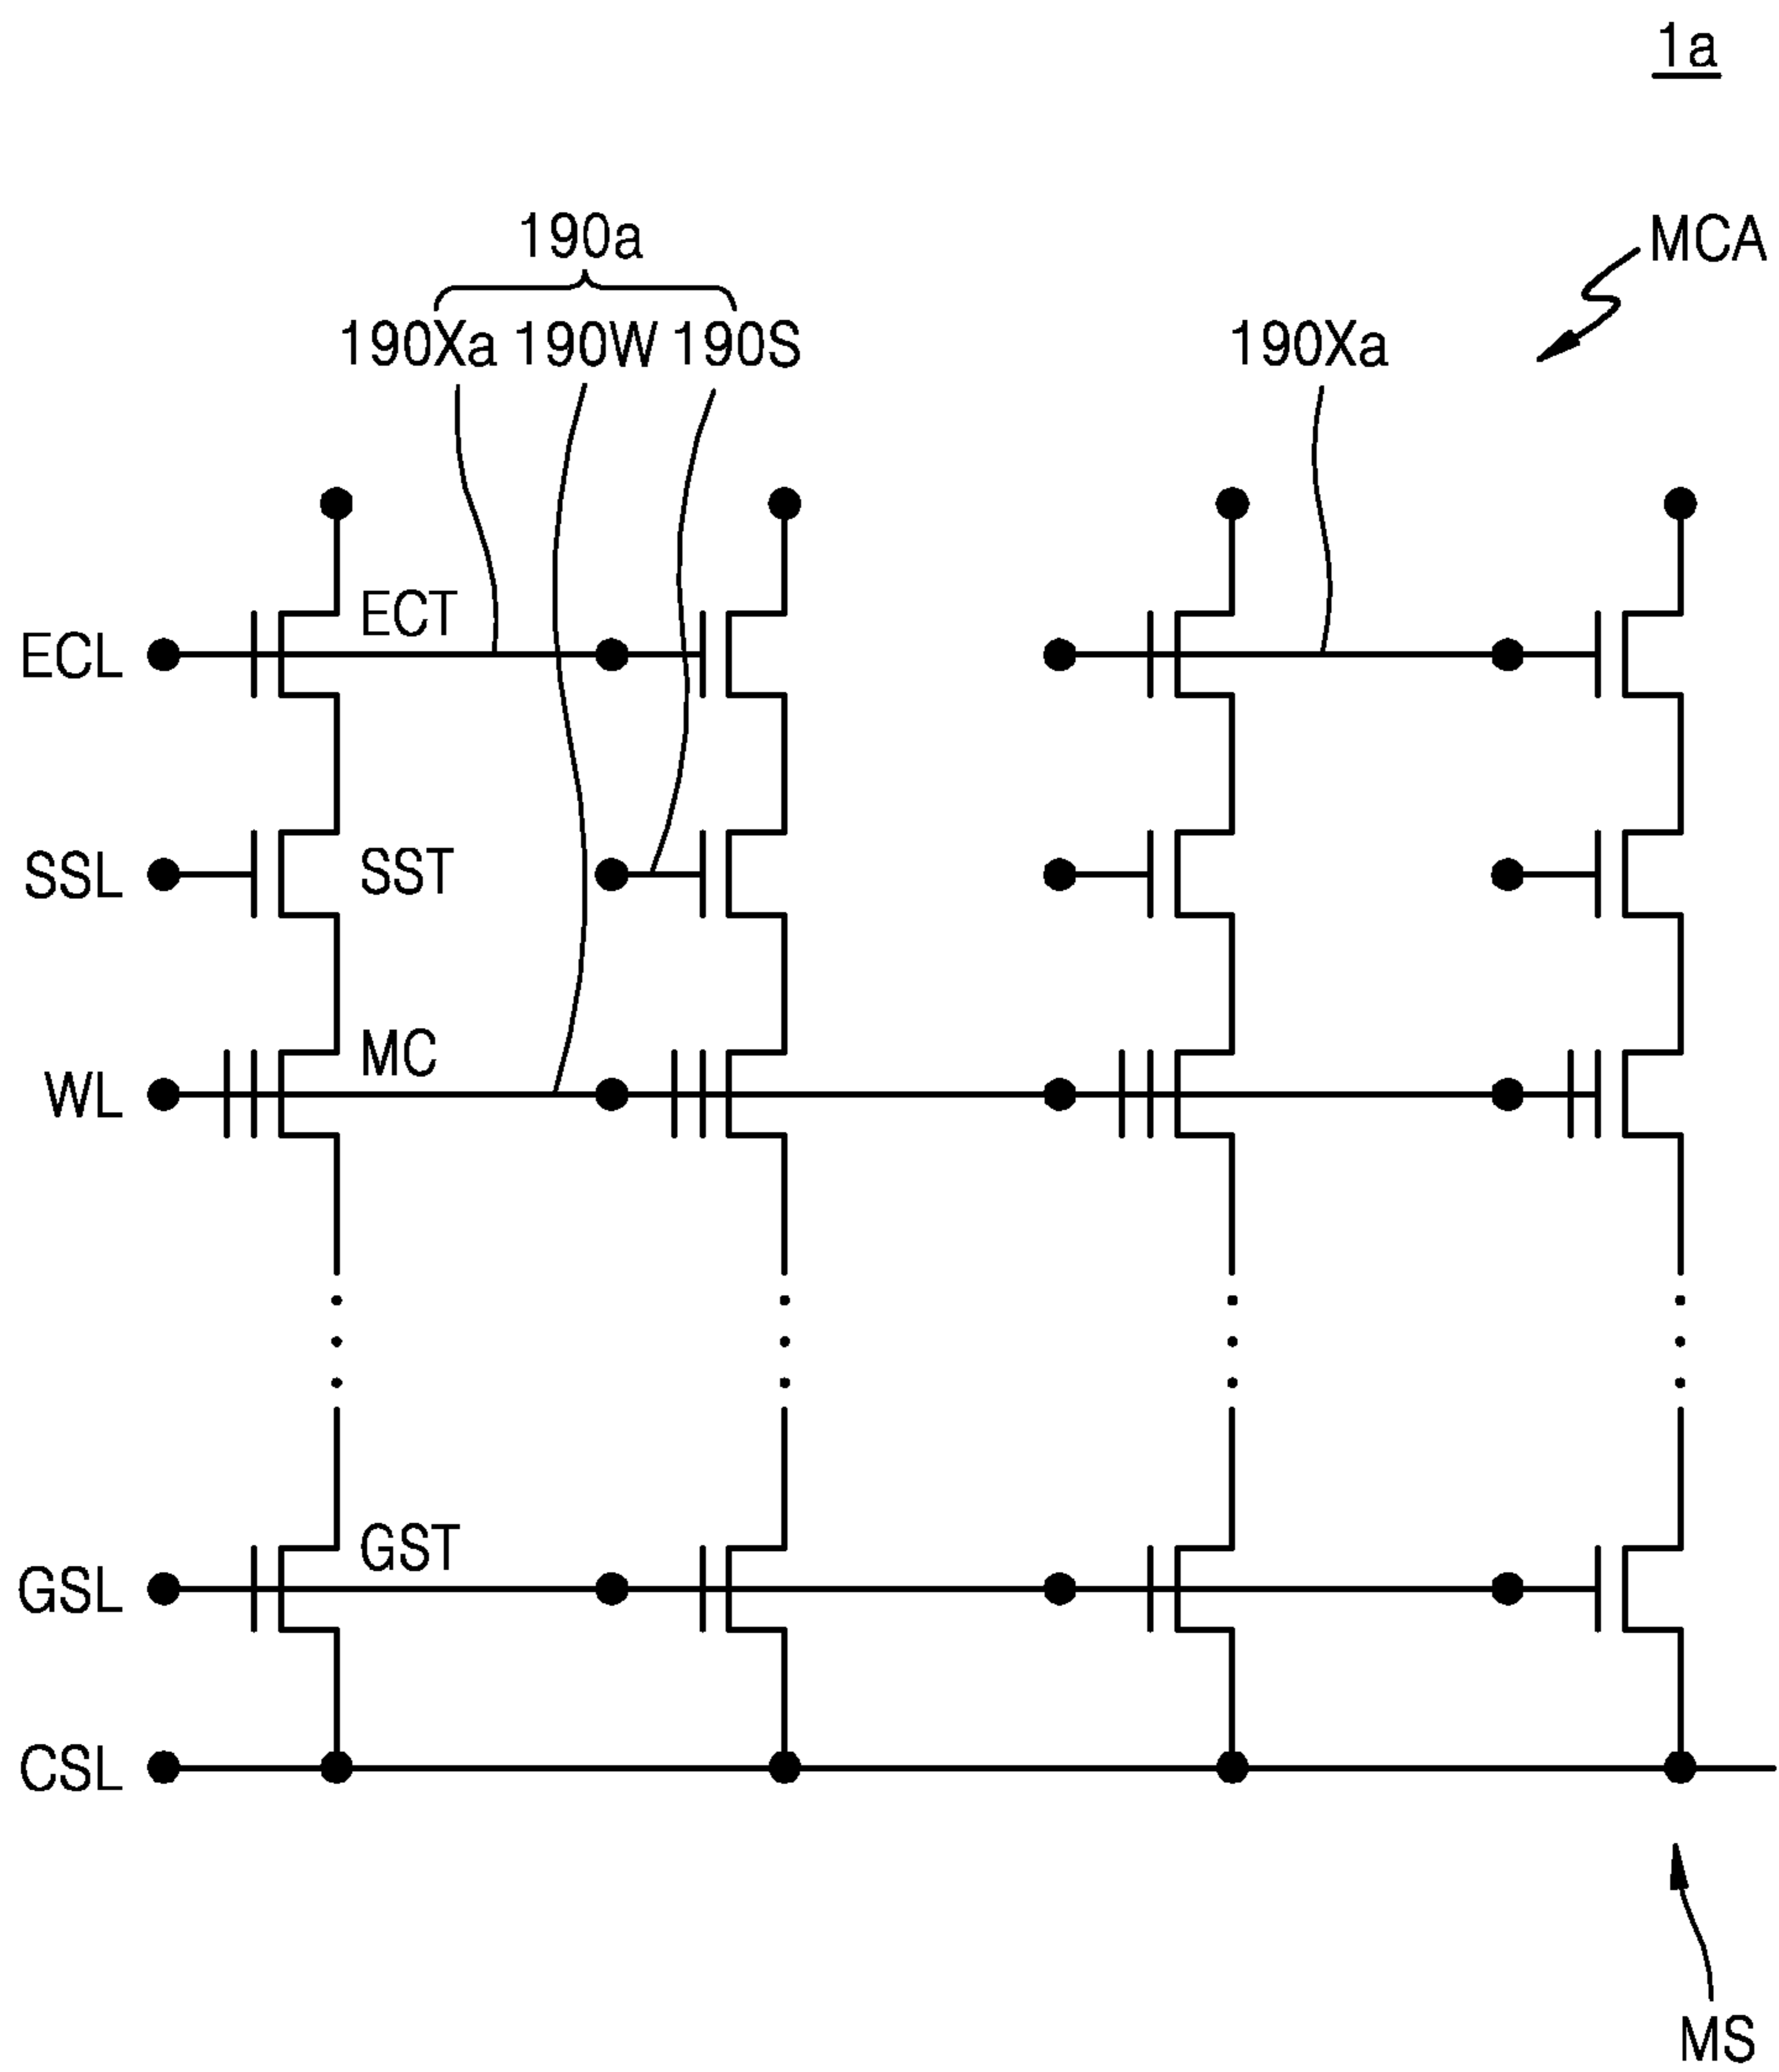 1a
190a
MCA
190Xa 190W 190S 190Xa
ECT
ECL
SSL SST
MC
WL
GST
GSL
CSL
MS